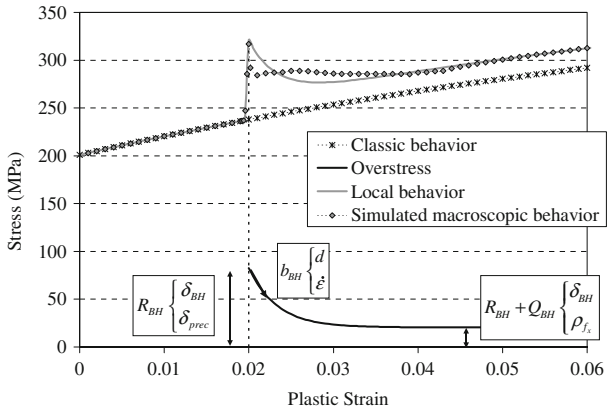 350
300
250
200
150
100
50
0
Stress (MPa)
Classic behavior
Overstress
Local behavior
Simulated macroscopic behavior
R_BH { δ_BH δ_prec
b_BH { d ε̇
R_BH + Q_BH { δ_BH ρ_fx
0 0.01 0.02 0.03 0.04 0.05 0.06
Plastic Strain